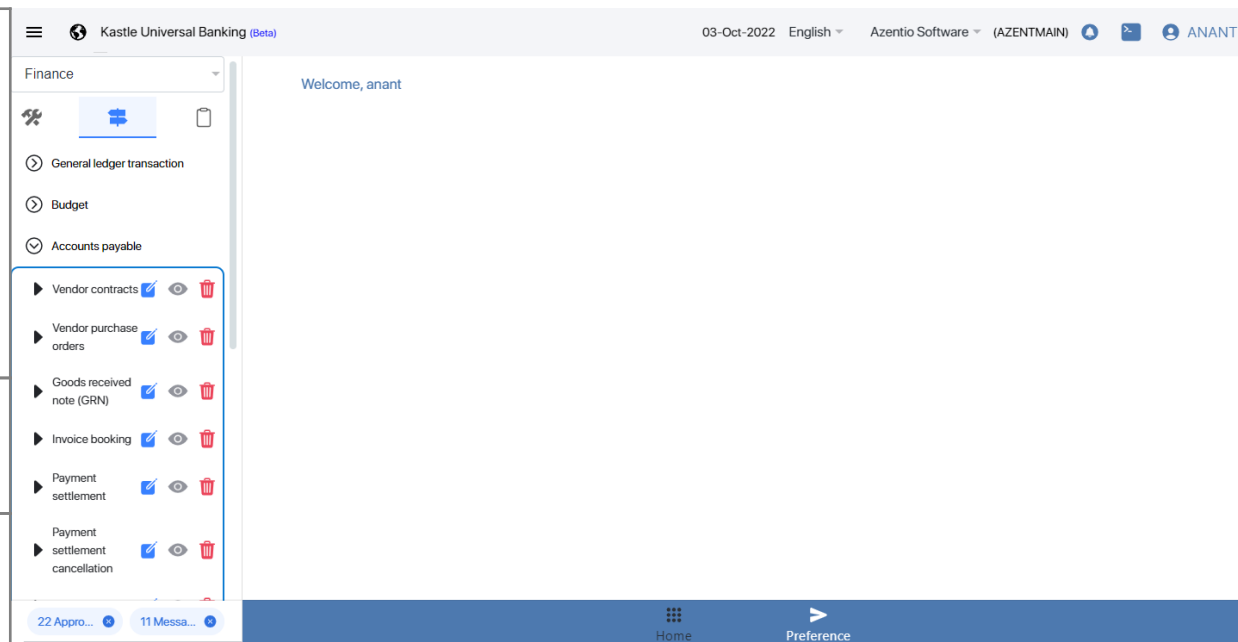 Kastle Universal Banking (Beta)
03-Oct-2022 English Azentio Software (AZENTMAIN) ANANT
Finance
Welcome, anant
General ledger transaction
Budget
Accounts payable
Vendor contracts
Vendor purchase
orders
Goods received
note (GRN)
Invoice booking
Payment
settlement
Payment
settlement
cancellation
22 Appro... 11 Messa...
Home Preference